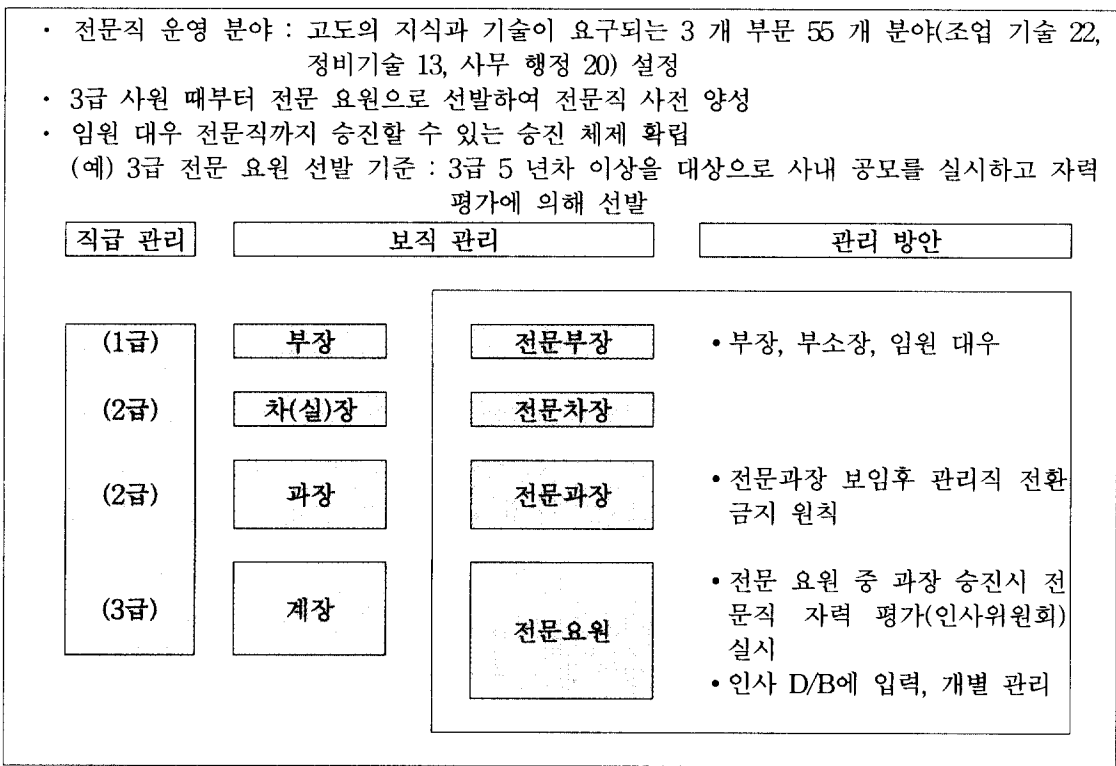 · 전문직 운영 분야 : 고도의 지식과 기술이 요구되는 3 개 부문 55 개 분야(조업 기술 22,
정비기술 13, 사무 행정 20) 설정
· 3급 사원 때부터 전문 요원으로 선발하여 전문직 사전 양성
· 임원 대우 전문직까지 승진할 수 있는 승진 체제 확립
(예) 3급 전문 요원 선발 기준 : 3급 5 년차 이상을 대상으로 사내 공모를 실시하고 자력
평가에 의해 선발
직급 관리 보직 관리 관리 방안
(1급) 부장 전문부장 • 부장, 부소장, 임원 대우
(2급) 차(실)장 전문차장
(2급) 과장 전문과장 • 전문과장 보임후 관리직 전환
금지 원칙
(3급) 계장 전문요원 • 전문 요원 중 과장 승진시 전
문직 자력 평가(인사위원회)
실시
• 인사 D/B에 입력, 개별 관리